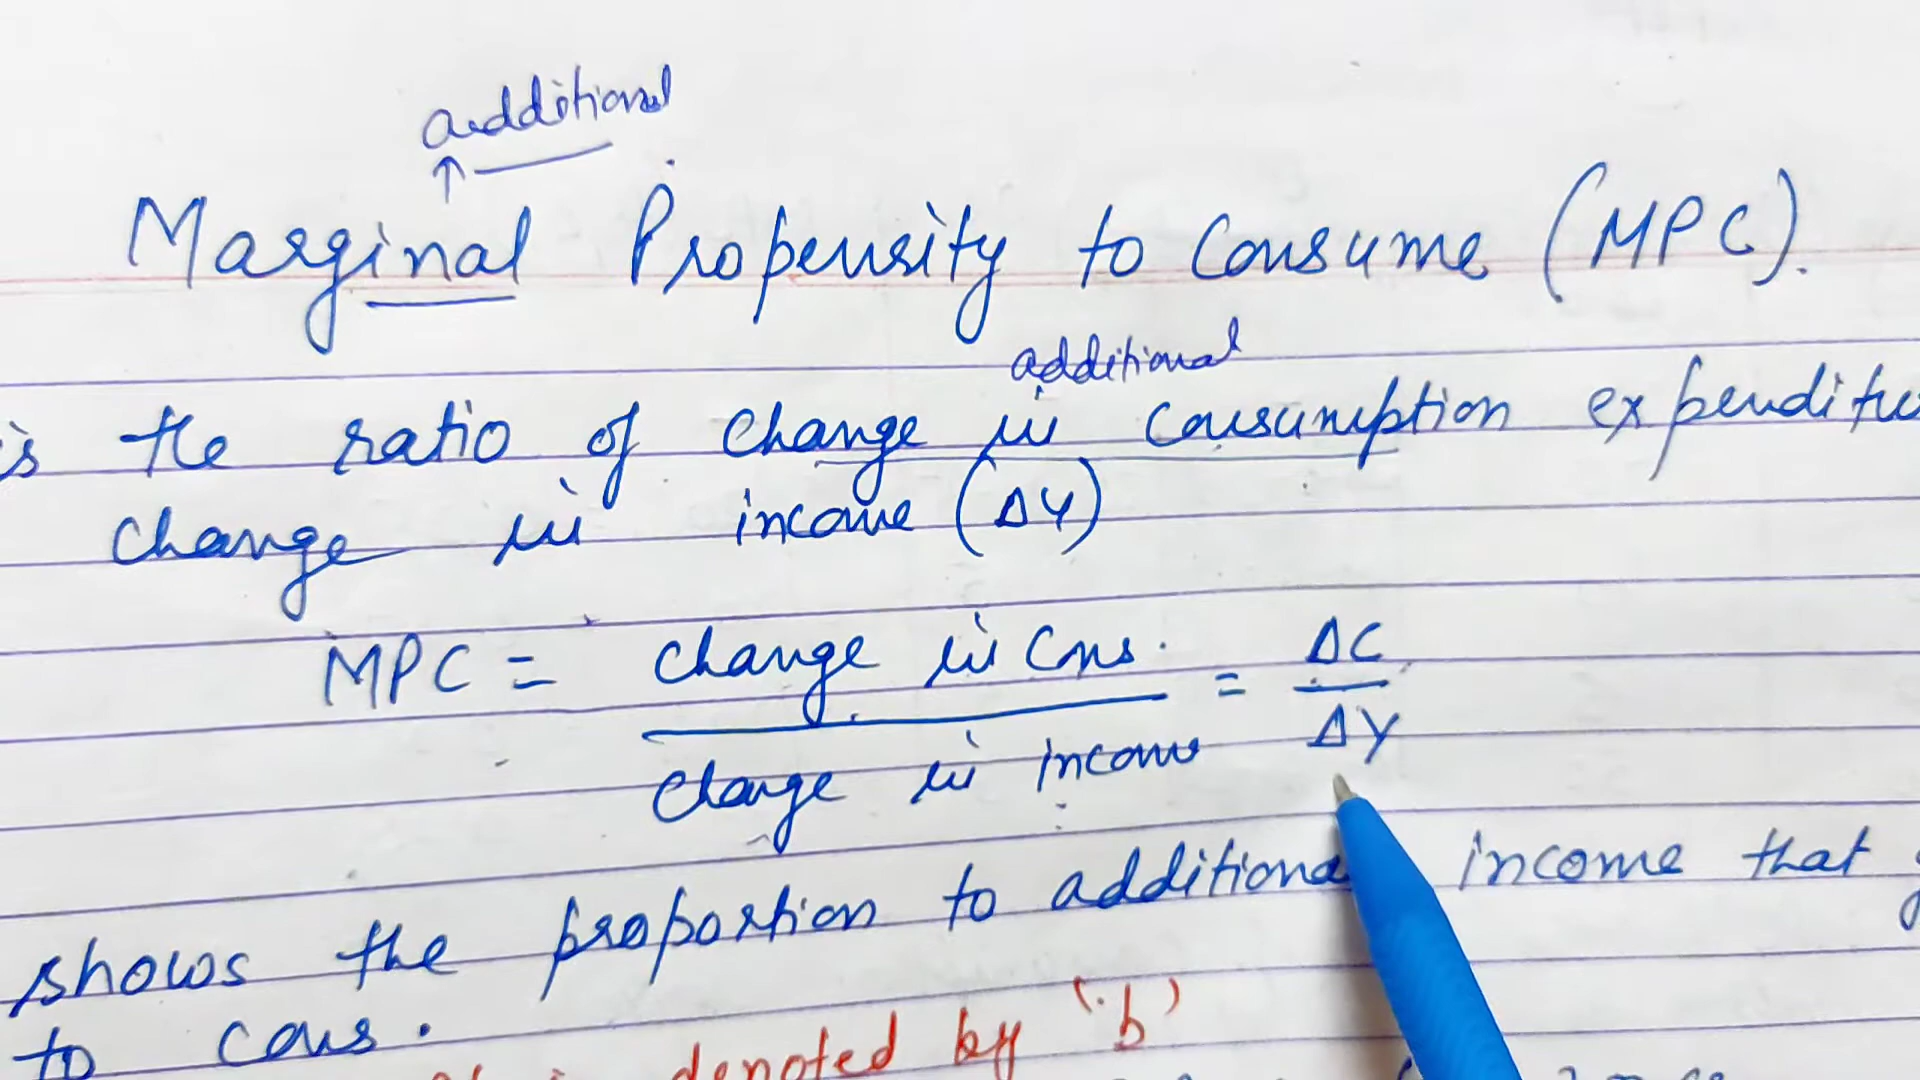 additional
Marginal Propensity to Consume (MPC).
additional
is the ratio of change in consumption expenditu
change in income (ΔY)
MPC = change in Cons. = ΔC
change in income ΔY
shows the proportion to additional income that
to cons.
denoted by 'b'